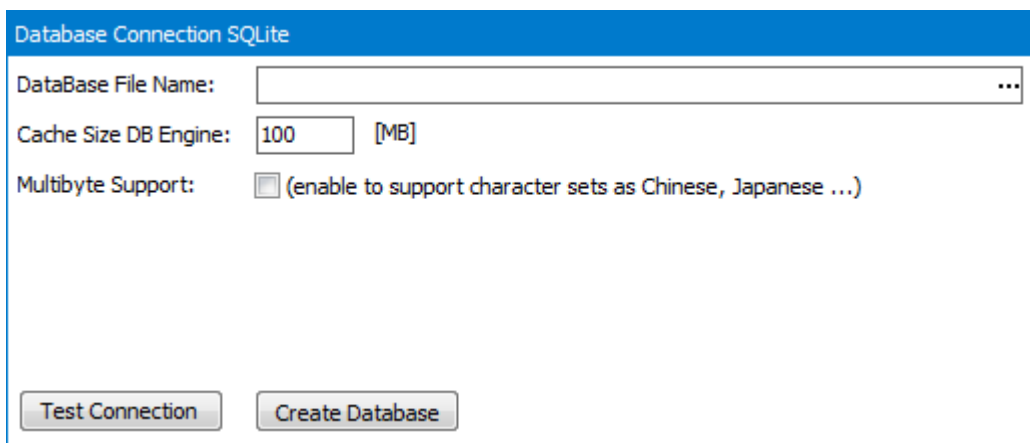 Database Connection SQLite
DataBase File Name: ...
Cache Size DB Engine: 100 [MB]
Multibyte Support: (enable to support character sets as Chinese, Japanese ...)
Test Connection Create Database